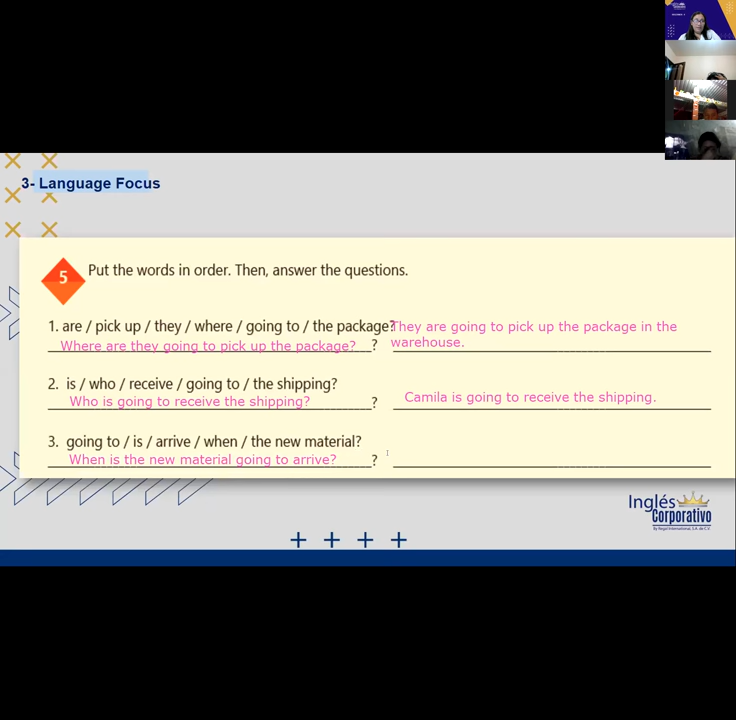 3- Language Focus
5
Put the words in order. Then, answer the questions.
1. are / pick up / they / where / going to / the package?
They are going to pick up the package in the
warehouse.
Where are they going to pick up the package? ?
2. is / who / receive / going to / the shipping?
Who is going to receive the shipping? ?
Camila is going to receive the shipping.
3. going to / is / arrive / when / the new material?
When is the new material going to arrive? ?
Inglés
Corporativo